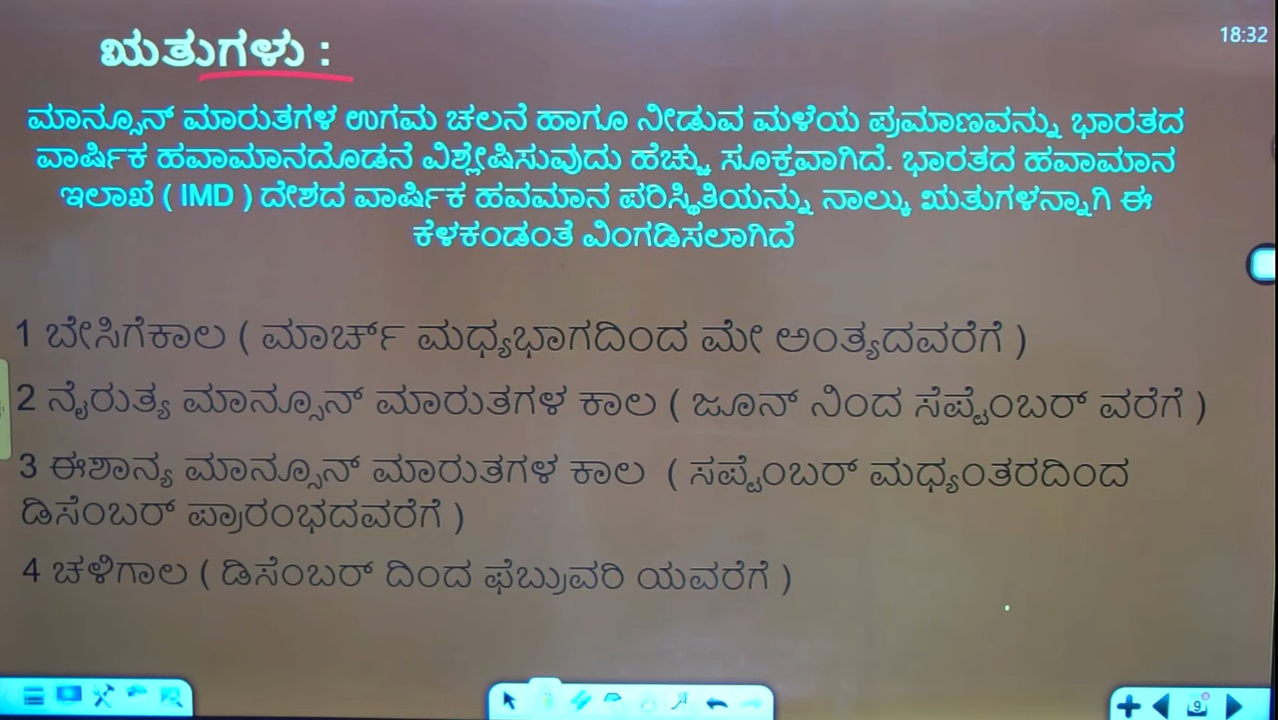 ಋತುಗಳು :
18:32
ಮಾನ್ಸೂನ್ ಮಾರುತಗಳ ಉಗಮ ಚಲನೆ ಹಾಗೂ ನೀಡುವ ಮಳೆಯ ಪ್ರಮಾಣವನ್ನು ಭಾರತದ
ವಾರ್ಷಿಕ ಹವಾಮಾನದೊಡನೆ ವಿಶ್ಲೇಷಿಸುವುದು ಹೆಚ್ಚು ಸೂಕ್ತವಾಗಿದೆ. ಭಾರತದ ಹವಾಮಾನ
ಇಲಾಖೆ ( IMD ) ದೇಶದ ವಾರ್ಷಿಕ ಹವಮಾನ ಪರಿಸ್ಥಿತಿಯನ್ನು ನಾಲ್ಕು ಋತುಗಳನ್ನಾಗಿ ಈ
ಕೆಳಕಂಡಂತೆ ವಿಂಗಡಿಸಲಾಗಿದೆ
1 ಬೇಸಿಗೆಕಾಲ ( ಮಾರ್ಚ್ ಮಧ್ಯಭಾಗದಿಂದ ಮೇ ಅಂತ್ಯದವರೆಗೆ )
2 ನೈರುತ್ಯ ಮಾನ್ಸೂನ್ ಮಾರುತಗಳ ಕಾಲ ( ಜೂನ್ ನಿಂದ ಸೆಪ್ಟೆಂಬರ್ ವರೆಗೆ )
3 ಈಶಾನ್ಯ ಮಾನ್ಸೂನ್ ಮಾರುತಗಳ ಕಾಲ ( ಸಪ್ಟೆಂಬರ್ ಮಧ್ಯಂತರದಿಂದ
ಡಿಸೆಂಬರ್ ಪ್ರಾರಂಭದವರೆಗೆ )
4 ಚಳಿಗಾಲ ( ಡಿಸೆಂಬರ್ ದಿಂದ ಫೆಬ್ರುವರಿ ಯವರೆಗೆ )
9